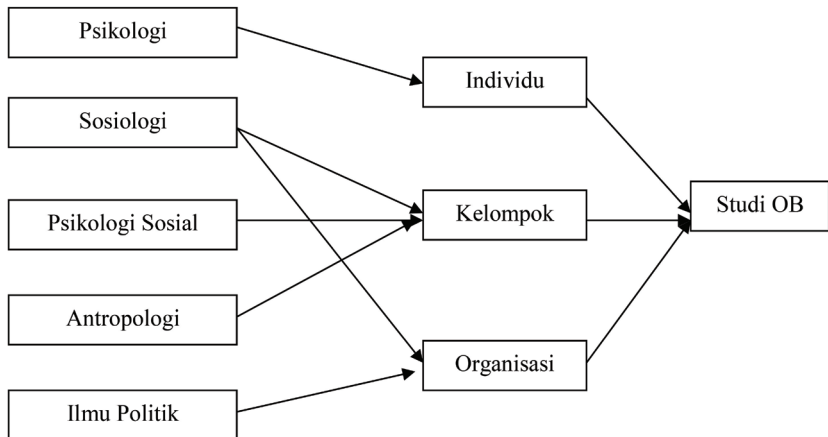 Psikologi
Sosiologi
Psikologi Sosial
Antropologi
Ilmu Politik
Individu
Kelompok
Organisasi
Studi OB